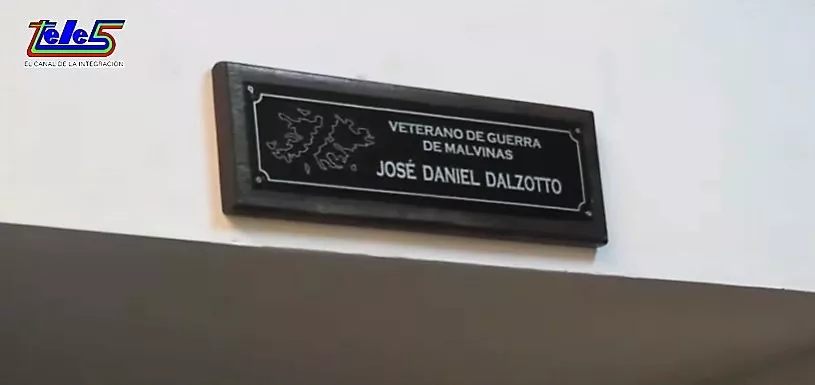 tele5
EL CANAL DE LA INTEGRACIÓN
VETERANO DE GUERRA
DE MALVINAS
JOSÉ DANIEL DALZOTTO